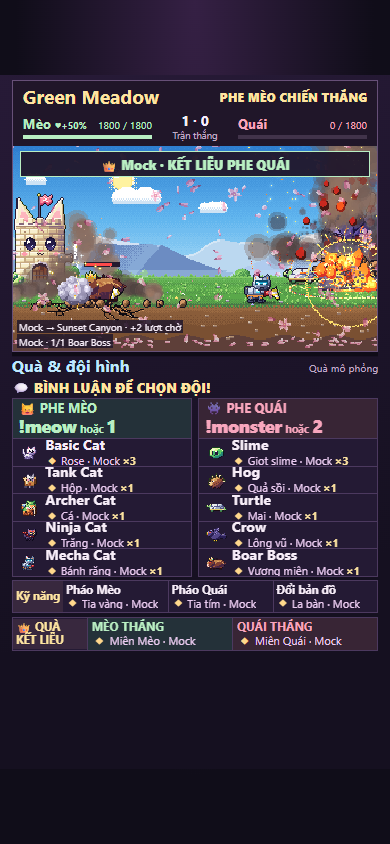 Green Meadow
PHE MÈO CHIẾN THẮNG
Mèo ♥+50% 1800 / 1800
1 · 0
Trận thắng
Quái 0 / 1800
Mock · KẾT LIỄU PHE QUÁI
Mock → Sunset Canyon · +2 lượt chờ
Mock · 1/1 Boar Boss
Quà & đội hình
Quà mô phỏng
BÌNH LUẬN ĐỂ CHỌN ĐỘI!
PHE MÈO
!meow hoặc 1
Basic Cat
Rose · Mock ×3
Tank Cat
Hộp · Mock ×1
Archer Cat
Cá · Mock ×1
Ninja Cat
Trăng · Mock ×1
Mecha Cat
Bánh răng · Mock ×1
PHE QUÁI
!monster hoặc 2
Slime
Giọt slime · Mock ×3
Hog
Quả sồi · Mock ×1
Turtle
Mai · Mock ×1
Crow
Lông vũ · Mock ×1
Boar Boss
Vương miện · Mock ×1
Kỹ năng
Pháo Mèo
Tia vàng · Mock
Pháo Quái
Tia tím · Mock
Đổi bản đồ
La bàn · Mock
QUÀ
KẾT LIỄU
MÈO THẮNG
Miên Mèo · Mock
QUÁI THẮNG
Miên Quái · Mock